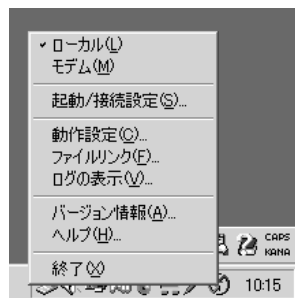 ローカル(L)
モデム(M)
起動/接続設定(S)...
動作設定(C)...
ファイルリンク(F)...
ログの表示(V)...
バージョン情報(A)...
ヘルプ(H)...
終了(X)
CAPS
KANA
10:15